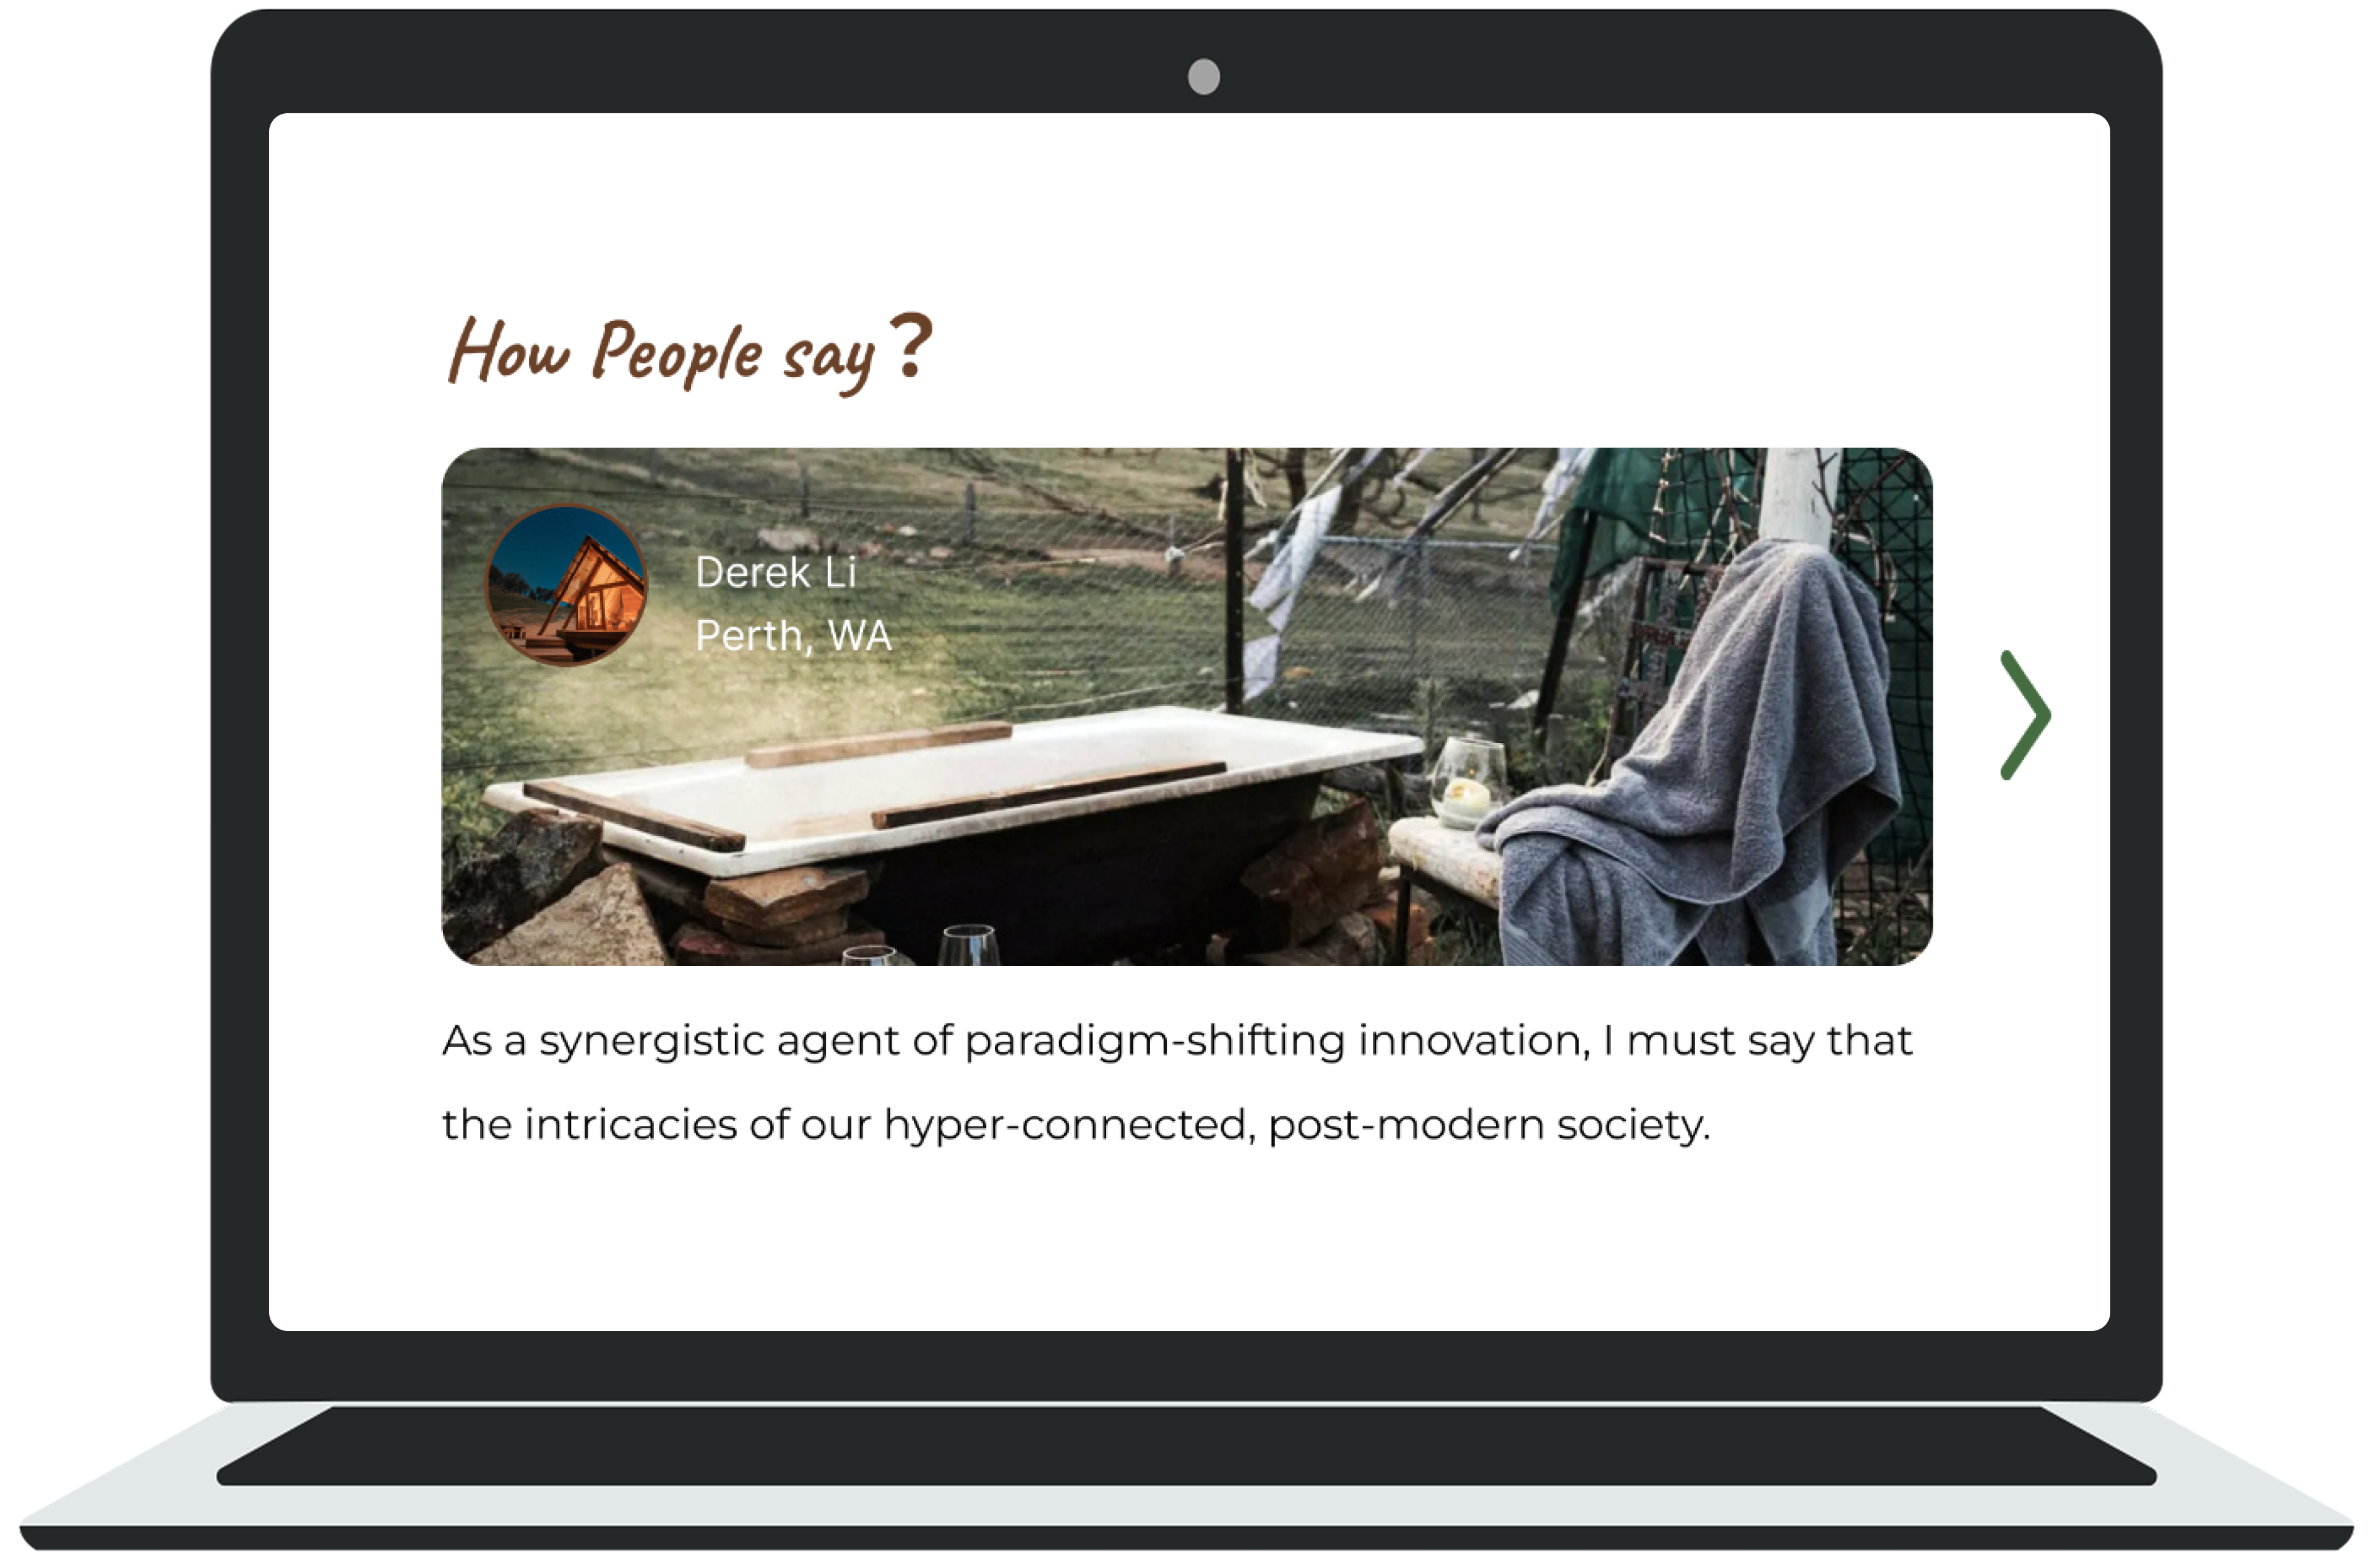 How People say?
Derek Li
Perth, WA
As a synergistic agent of paradigm-shifting innovation, I must say that
the intricacies of our hyper-connected, post-modern society.